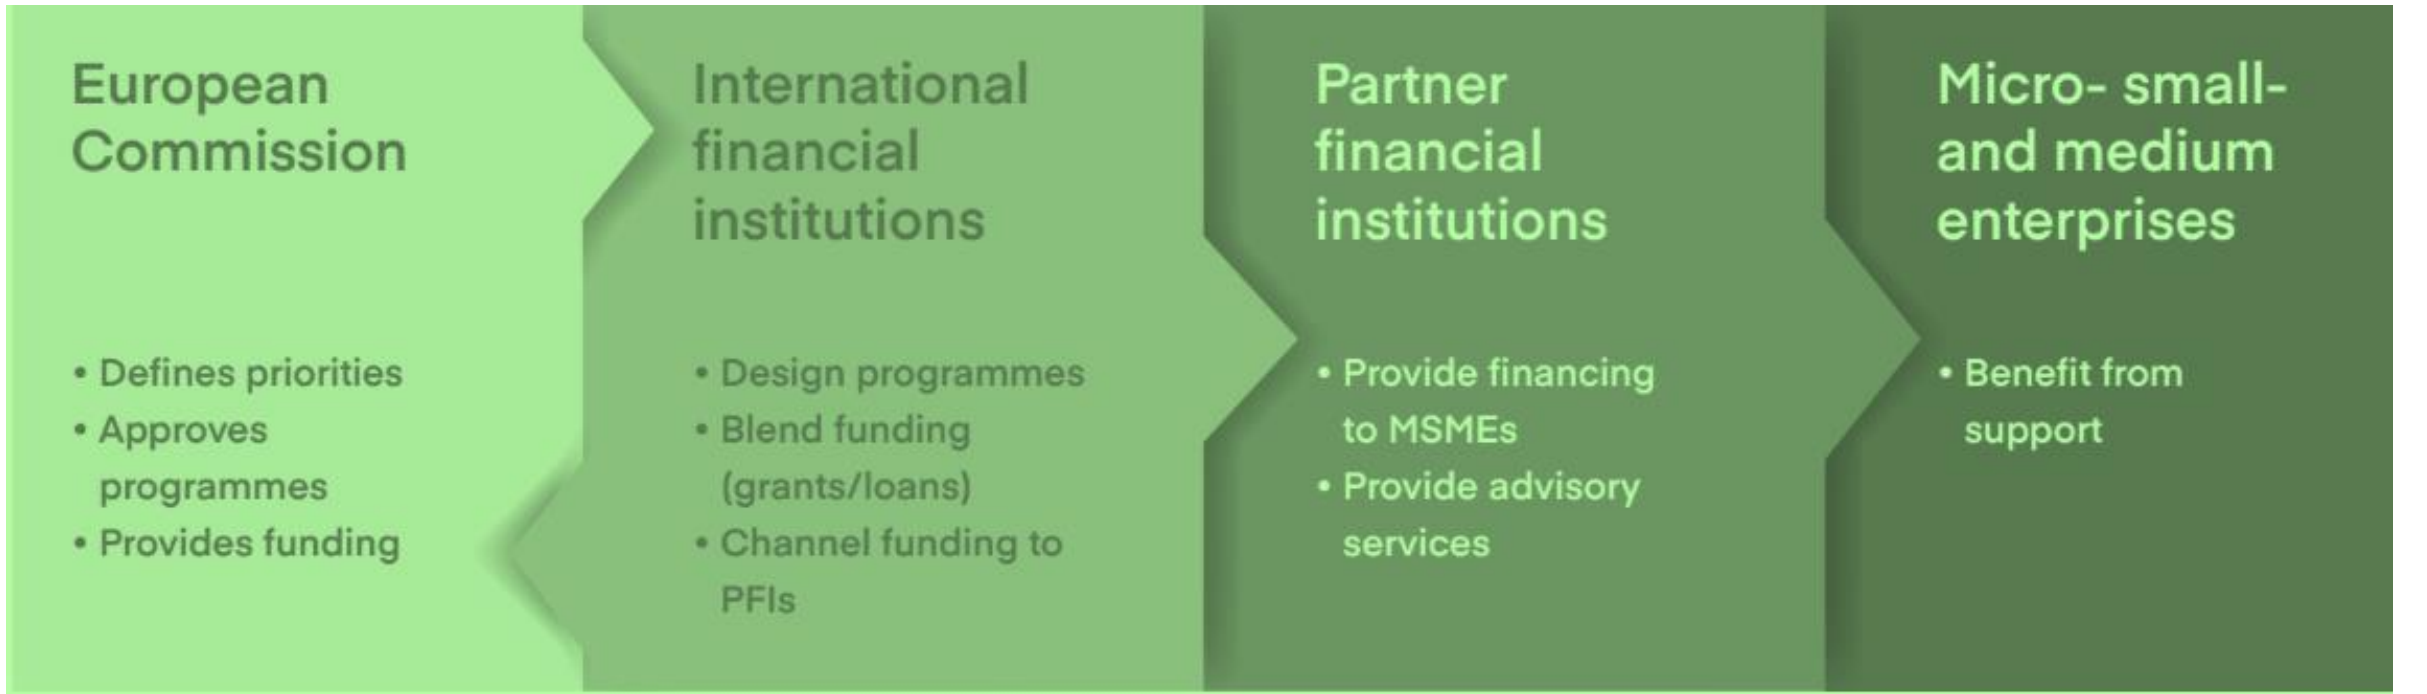 European
Commission
• Defines priorities
• Approves
programmes
• Provides funding
International
financial
institutions
• Design programmes
• Blend funding
(grants/loans)
• Channel funding to
PFIs
Partner
financial
institutions
• Provide financing
to MSMEs
• Provide advisory
services
Micro- small-
and medium
enterprises
• Benefit from
support